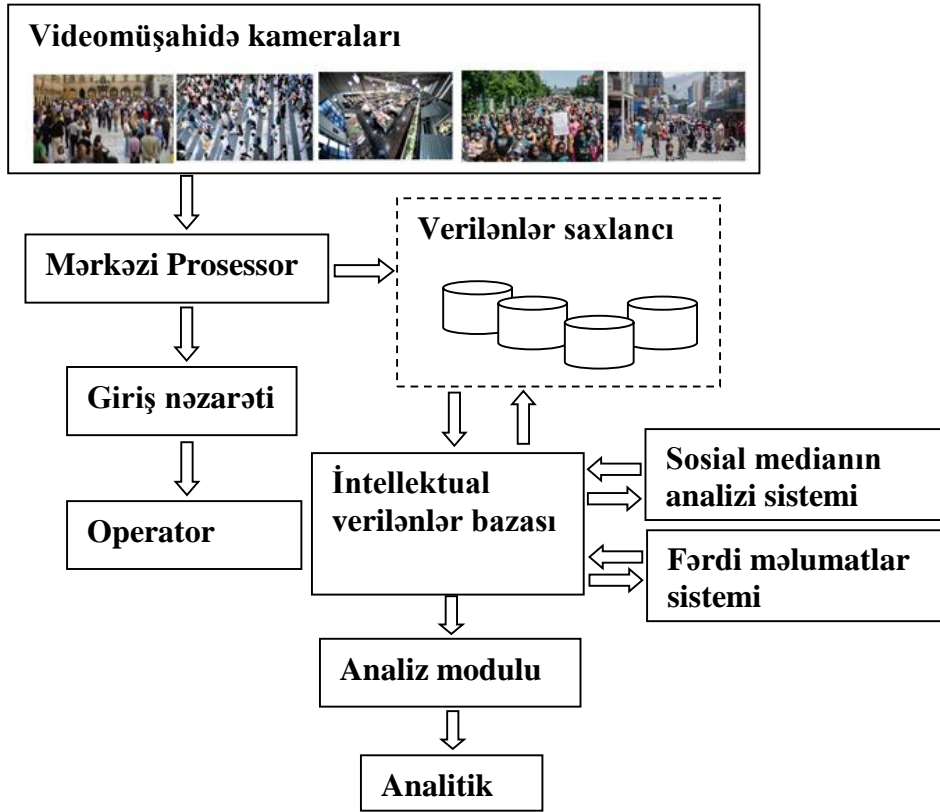 Videomüşahidə kameraları
Mərkəzi Prosessor
Verilənlər saxlancı
Giriş nəzarəti
Operator
İntellektual
verilənlər bazası
Sosial medianın
analizi sistemi
Fərdi məlumatlar
sistemi
Analiz modulu
Analitik